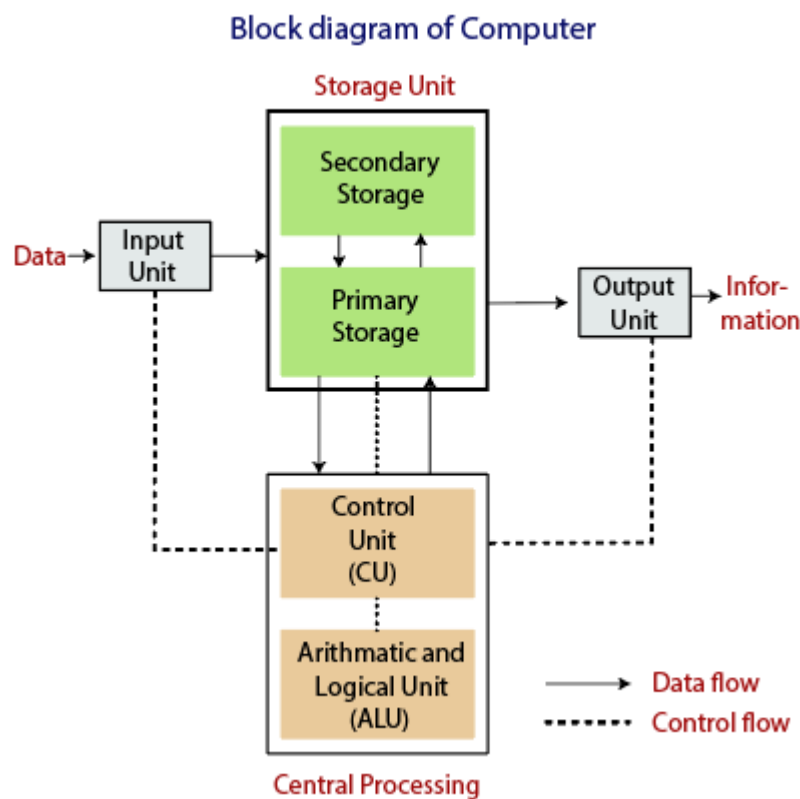 Block diagram of Computer
Storage Unit
Secondary
Storage
Data
Input
Unit
Primary
Storage
Output
Unit
Infor-
mation
Control
Unit
(CU)
Arithmatic and
Logical Unit
(ALU)
Data flow
Control flow
Central Processing